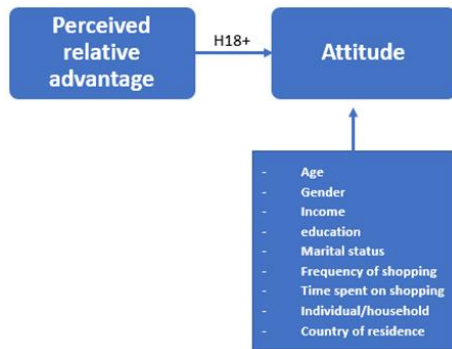 Perceived
relative
advantage
H18+
Attitude
- Age
- Gender
- Income
- education
- Marital status
- Frequency of shopping
- Time spent on shopping
- Individual/household
- Country of residence